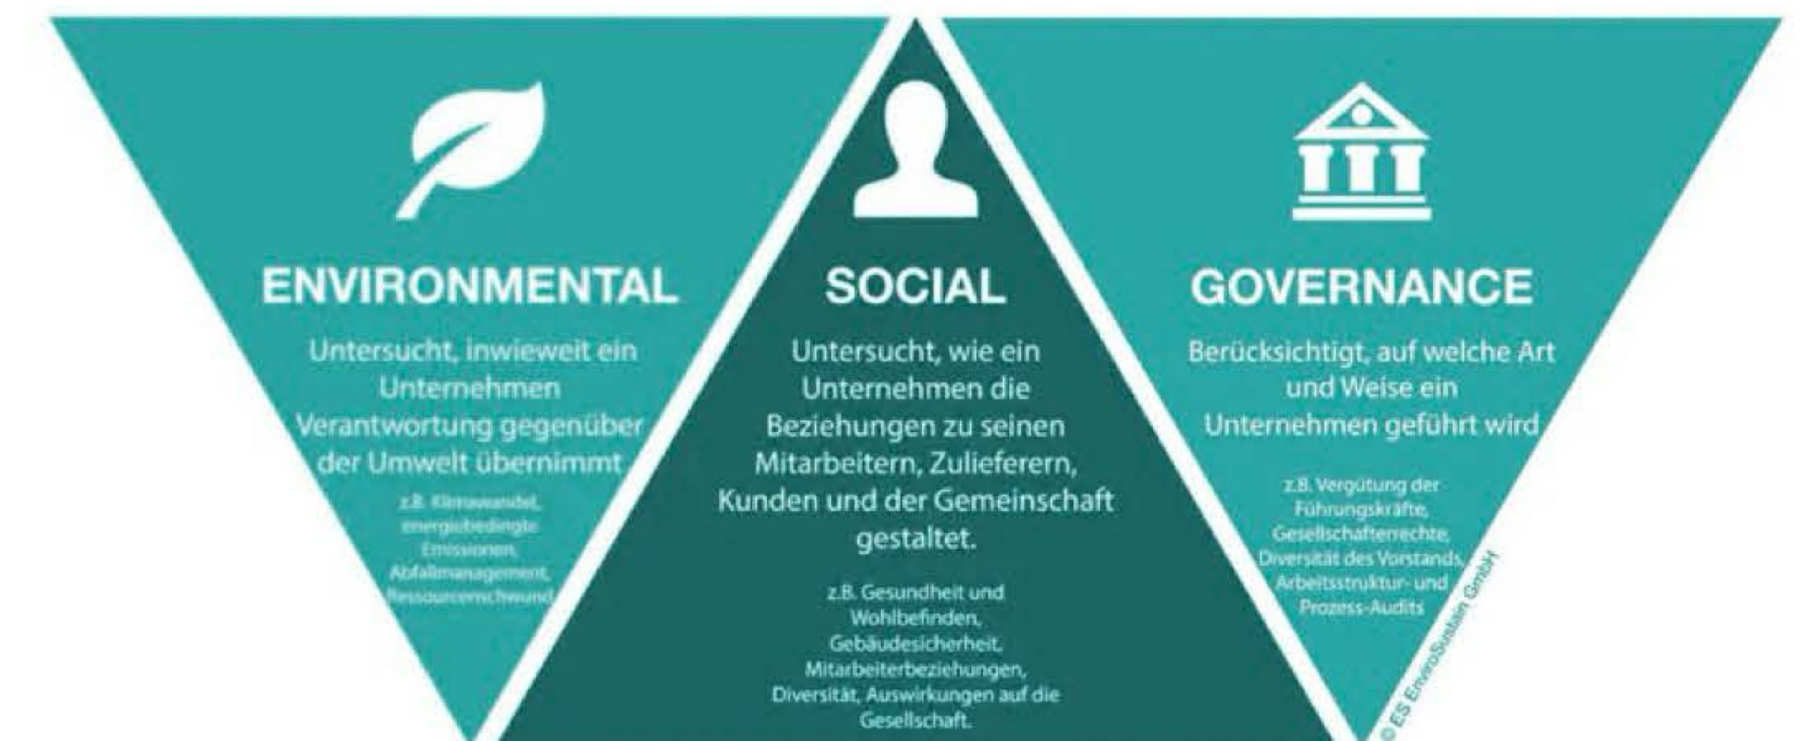 ENVIRONMENTAL
Untersucht, inwieweit ein
Unternehmen
Verantwortung gegenüber
der Umwelt übernimmt
z.B. Klimawandel,
energiebedingte
Emissionen,
Abfallmanagement,
Ressourcenschwund
SOCIAL
Untersucht, wie ein
Unternehmen die
Beziehungen zu seinen
Mitarbeitern, Zulieferern,
Kunden und der Gemeinschaft
gestaltet.
z.B. Gesundheit und
Wohlbefinden,
Gebäudesicherheit,
Mitarbeiterbeziehungen,
Diversität, Auswirkungen auf die
Gesellschaft.
GOVERNANCE
Berücksichtigt, auf welche Art
und Weise ein
Unternehmen geführt wird
z.B. Vergütung der
Führungskräfte,
Gesellschafterrechte,
Diversität des Vorstands,
Arbeitsstruktur- und
Prozess-Audits
© ES EnviroSustain GmbH